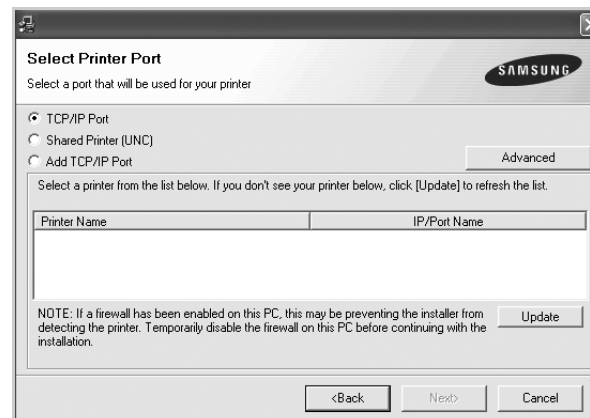 Select Printer Port
Select a port that will be used for your printer
SAMSUNG
TCP/IP Port
Shared Printer (UNC)
Add TCP/IP Port
Advanced
Select a printer from the list below. If you don't see your printer below, click [Update] to refresh the list.
Printer Name IP/Port Name
NOTE: If a firewall has been enabled on this PC, this may be preventing the installer from
detecting the printer. Temporarily disable the firewall on this PC before continuing with the
installation.
Update
<Back Next> Cancel